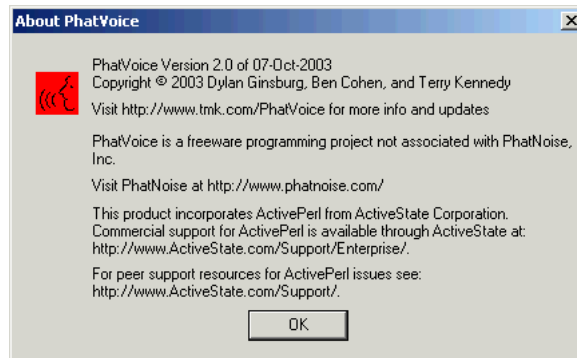 About PhatVoice
PhatVoice Version 2.0 of 07-Oct-2003
Copyright © 2003 Dylan Ginsburg, Ben Cohen, and Terry Kennedy
Visit http://www.tmk.com/PhatVoice for more info and updates
PhatVoice is a freeware programming project not associated with PhatNoise,
Inc.
Visit PhatNoise at http://www.phatnoise.com/
This product incorporates ActivePerl from ActiveState Corporation.
Commercial support for ActivePerl is available through ActiveState at:
http://www.ActiveState.com/Support/Enterprise/.
For peer support resources for ActivePerl issues see:
http://www.ActiveState.com/Support/.
OK